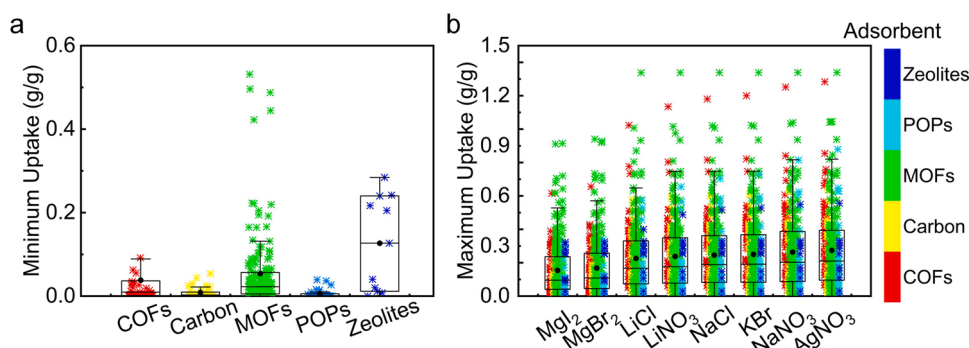 a
Minimum Uptake (g/g)
0.6
0.4
0.2
0.0
COFs
Carbon
MOFs
POPs
Zeolites
b
Maximum Uptake (g/g)
1.5
1.2
0.9
0.6
0.3
0.0
MgI₂
MgBr₂
LiCl
LiNO₃
NaCl
KBr
NaNO₃
AgNO₃
Adsorbent
Zeolites
POPs
MOFs
Carbon
COFs